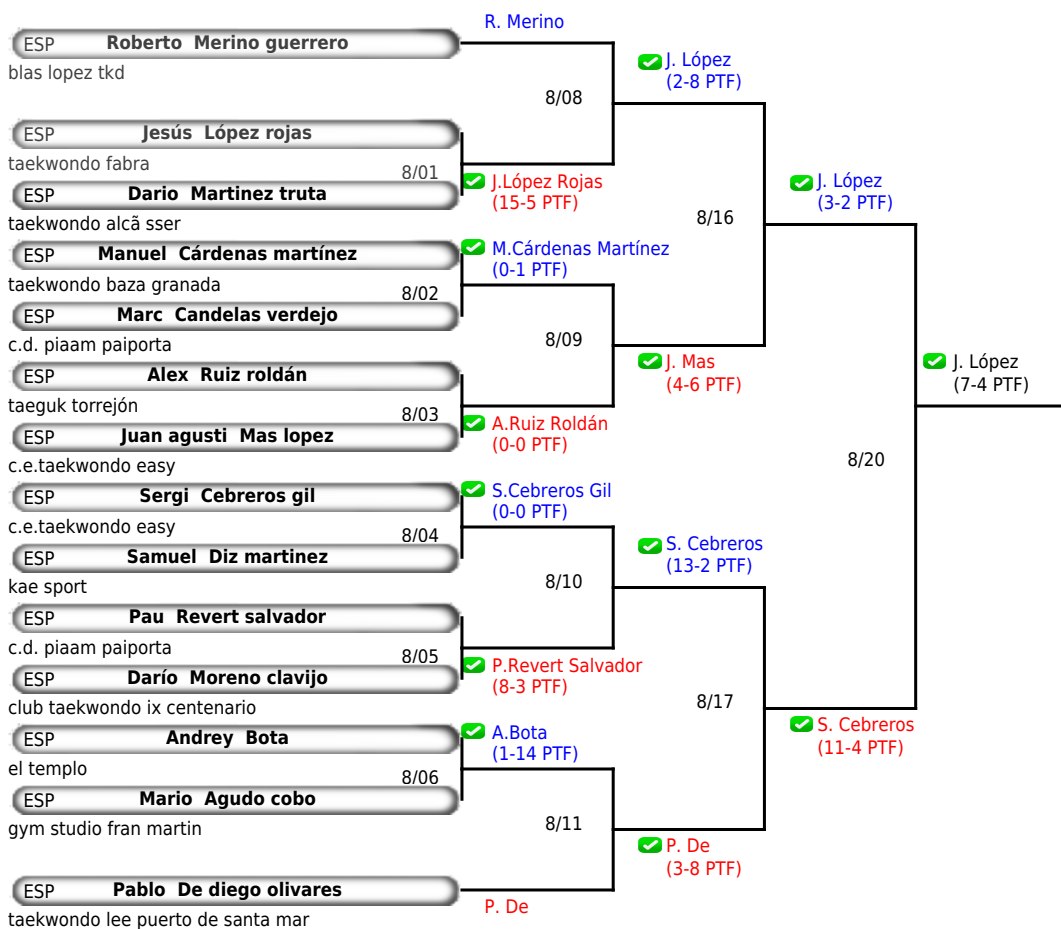 R. Merino
ESP Roberto Merino guerrero
blas lopez tkd
J. López
(2-8 PTF)
8/08
ESP Jesús López rojas
taekwondo fabra
8/01
J.López Rojas
(15-5 PTF)
ESP Dario Martinez truta
taekwondo alcã sser
J. López
(3-2 PTF)
8/16
ESP Manuel Cárdenas martínez
taekwondo baza granada
M.Cárdenas Martínez
(0-1 PTF)
8/02
ESP Marc Candelas verdejo
c.d. piaam paiporta
8/09
J. Mas
(4-6 PTF)
J. López
(7-4 PTF)
ESP Alex Ruiz roldán
taeguk torrejón
8/03
A.Ruiz Roldán
(0-0 PTF)
ESP Juan agusti Mas lopez
c.e.taekwondo easy
8/20
ESP Sergi Cebreros gil
c.e.taekwondo easy
S.Cebreros Gil
(0-0 PTF)
8/04
ESP Samuel Diz martinez
kae sport
S. Cebreros
(13-2 PTF)
8/10
ESP Pau Revert salvador
c.d. piaam paiporta
8/05
P.Revert Salvador
(8-3 PTF)
ESP Darío Moreno clavijo
club taekwondo ix centenario
8/17
S. Cebreros
(11-4 PTF)
ESP Andrey Bota
el templo
A.Bota
(1-14 PTF)
8/06
ESP Mario Agudo cobo
gym studio fran martin
8/11
P. De
(3-8 PTF)
ESP Pablo De diego olivares
P. De
taekwondo lee puerto de santa mar